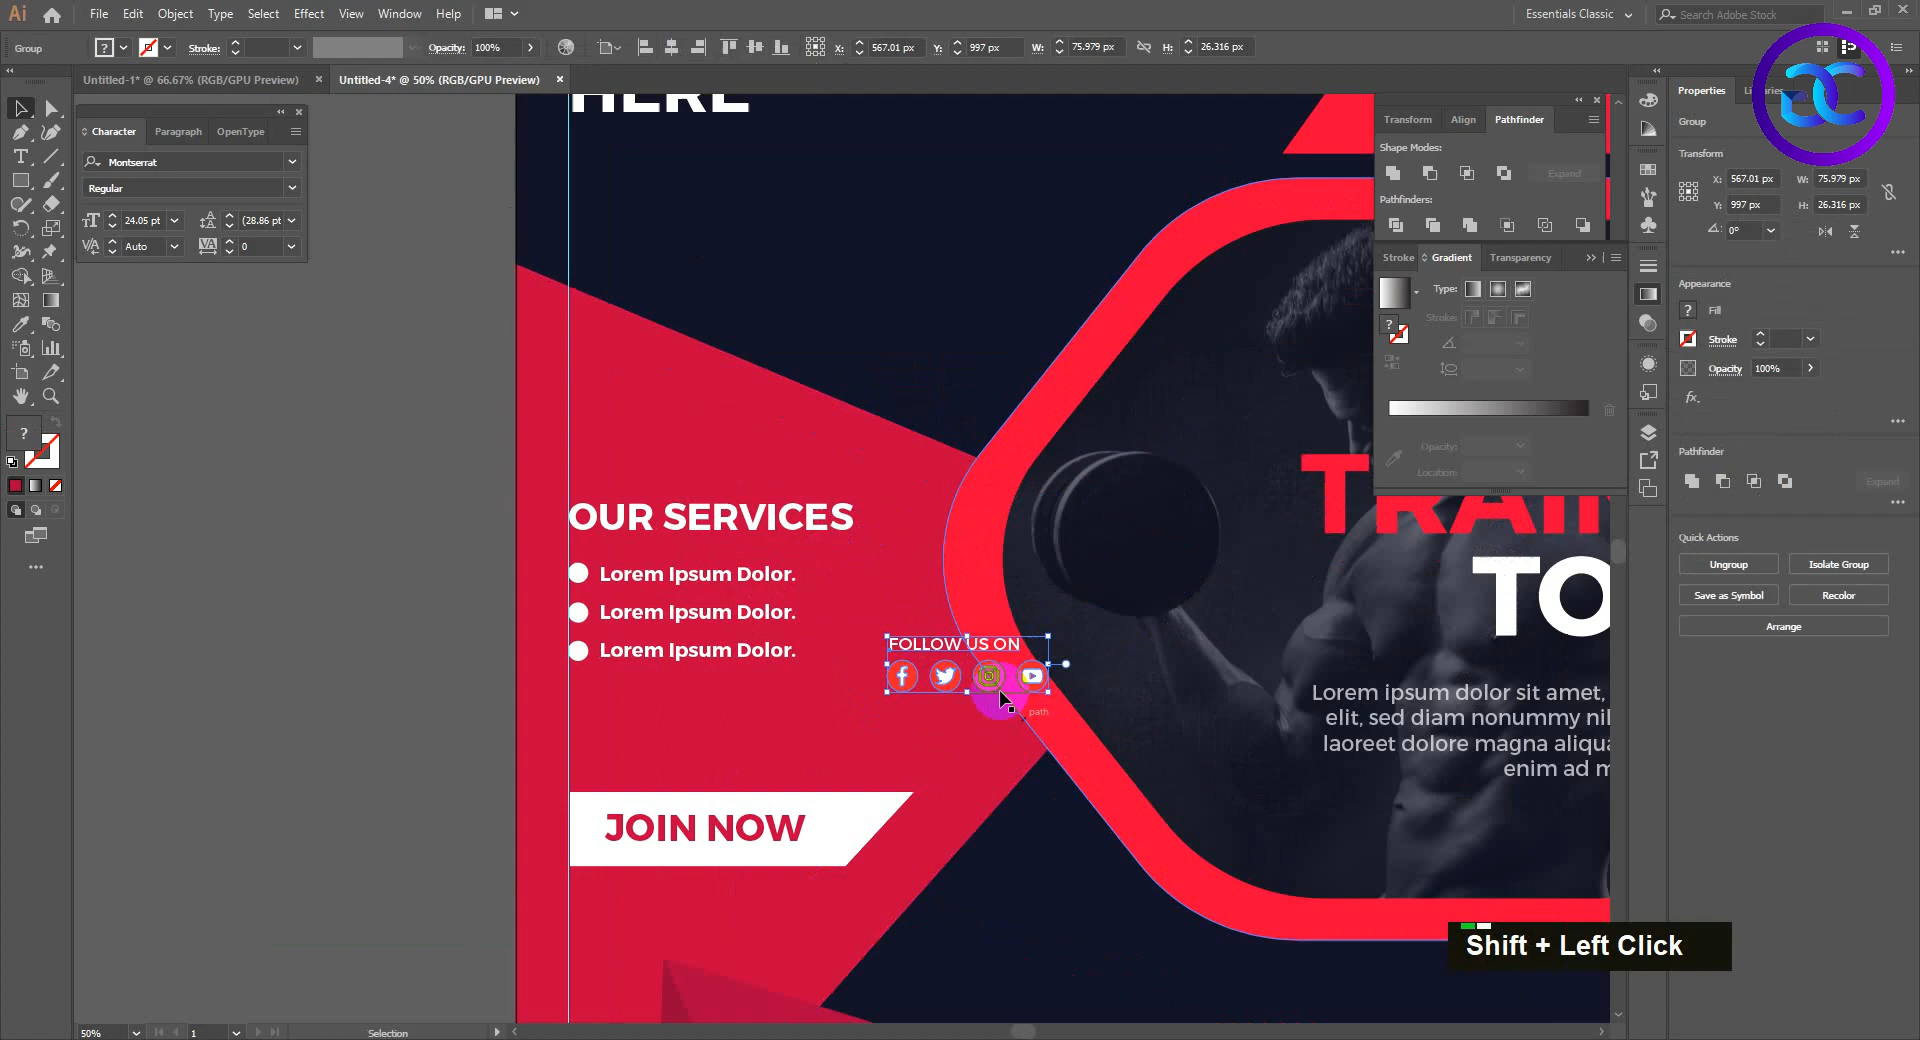 Ai File Edit Object Type Select Effect View Window Help
Essentials Classic
Search Adobe Stock
Group ? Stroke: Opacity: 100% X: 567.01 px Y: 997 px W: 75.979 px H: 26.316 px
Untitled-1* @ 66.67% (RGB/GPU Preview) × Untitled-4* @ 50% (RGB/GPU Preview) ×
Properties
Character Paragraph OpenType
Montserrat
Regular
24.05 pt (28.86 pt
Auto 0
HERE
OUR SERVICES
Lorem Ipsum Dolor.
Lorem Ipsum Dolor.
Lorem Ipsum Dolor.
FOLLOW US ON
path
JOIN NOW
TRAI
TO
Lorem ipsum dolor sit amet,
elit, sed diam nonummy nil
laoreet dolore magna aliqua
enim ad m
Transform Align Pathfinder
Shape Modes:
Expand
Pathfinders:
Stroke Gradient Transparency
Type:
Stroke:
Opacity:
Location:
Group
Transform
X: 567.01 px W: 75.979 px
Y: 997 px H: 26.316 px
0°
Appearance
? Fill
Stroke
Opacity 100%
fx.
Pathfinder
Expand
Quick Actions
Ungroup Isolate Group
Save as Symbol Recolor
Arrange
Shift + Left Click
50% 1 Selection